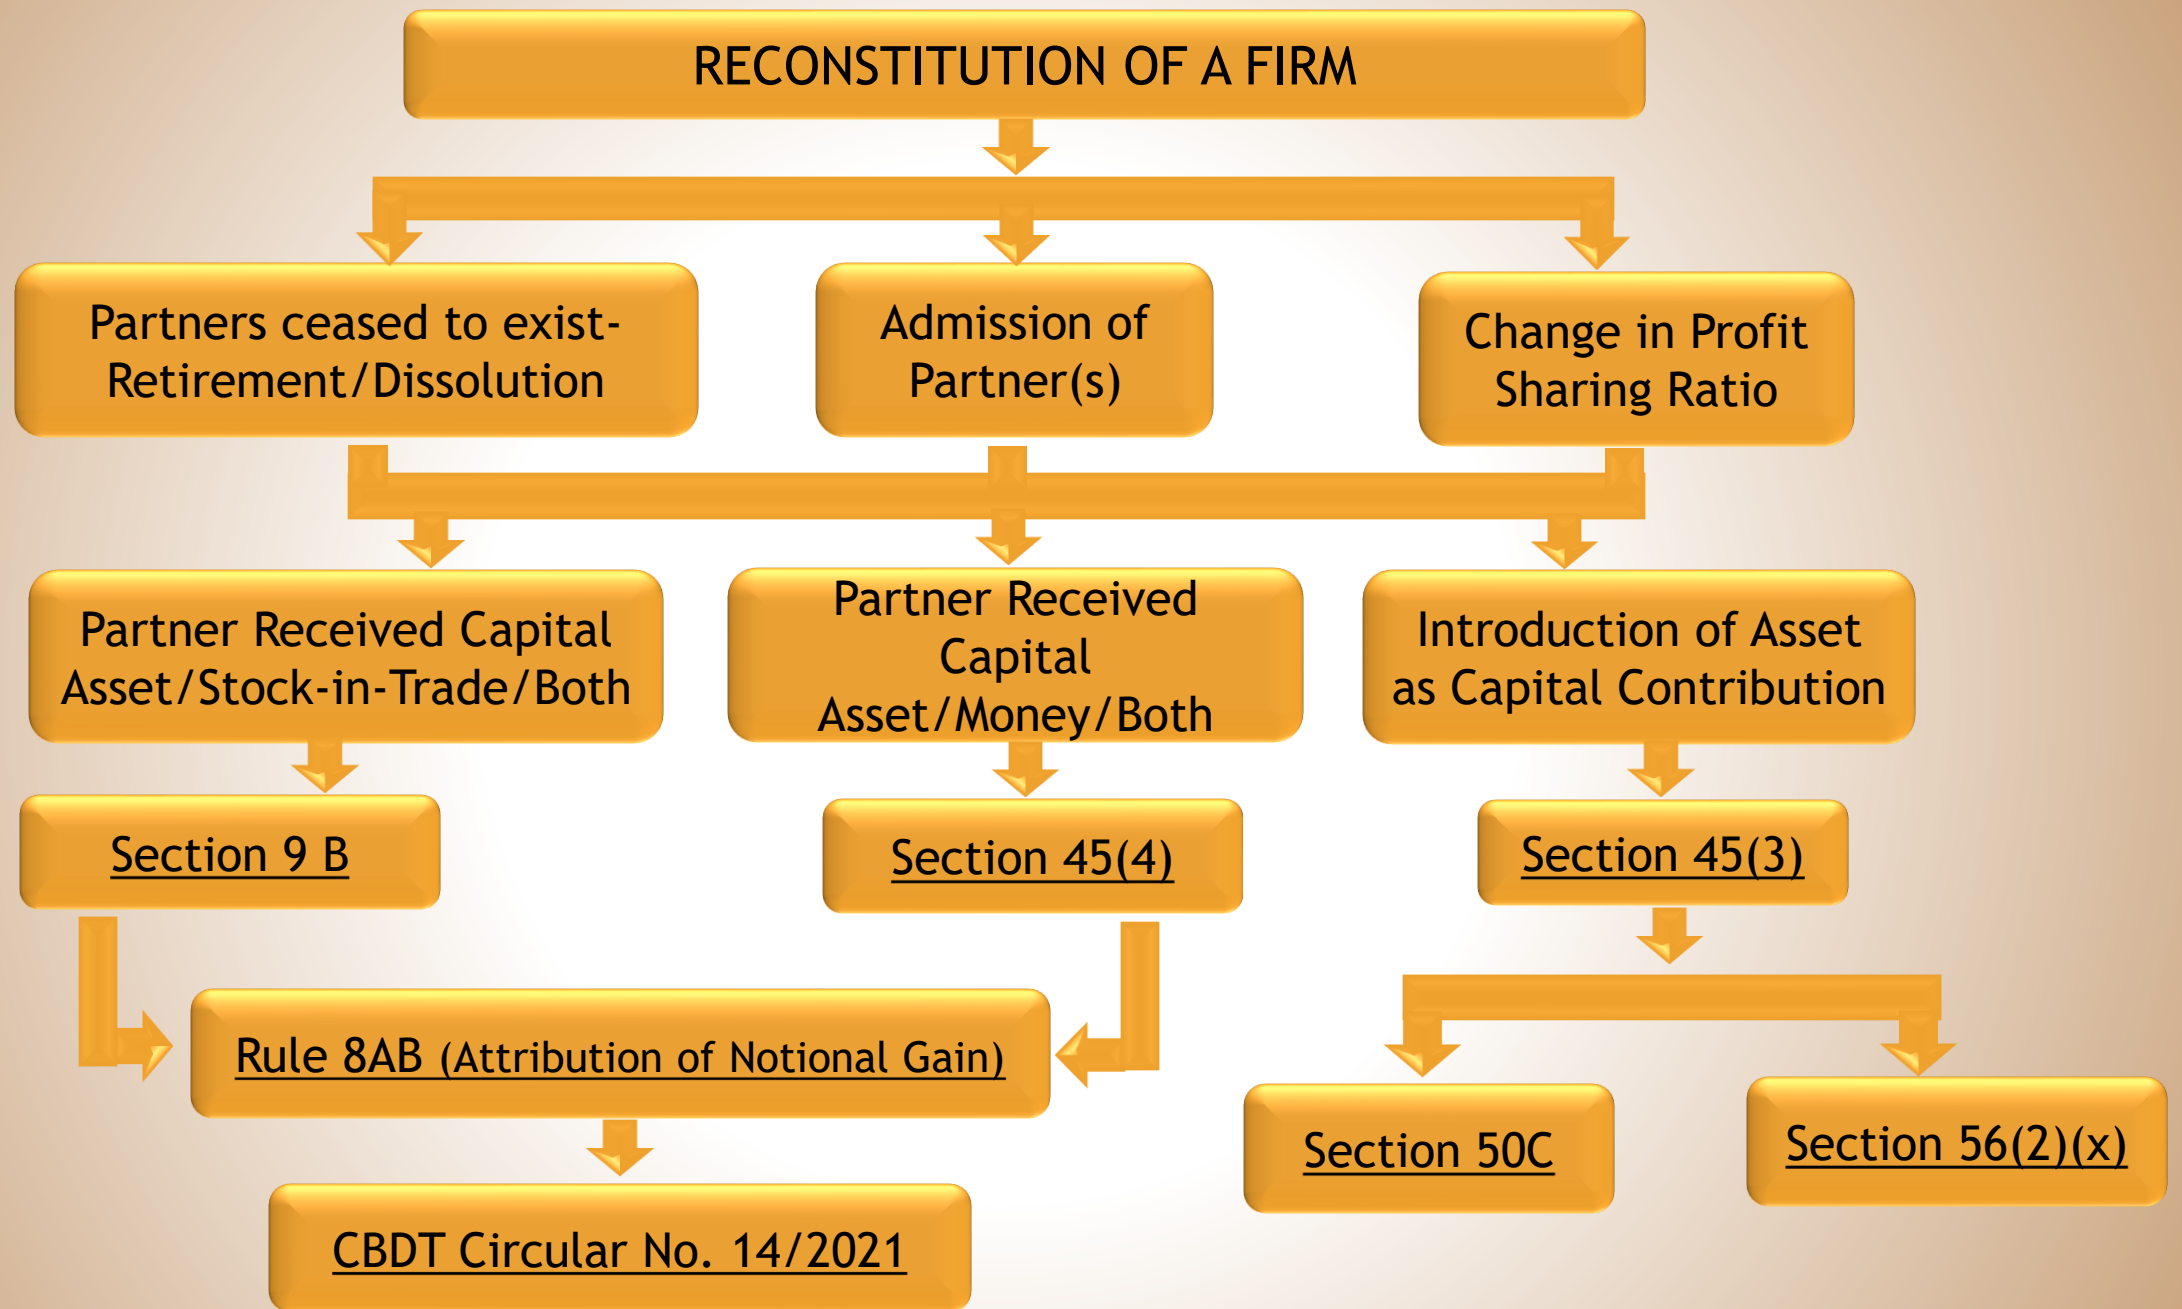 RECONSTITUTION OF A FIRM
Partners ceased to exist-
Retirement/Dissolution
Admission of
Partner(s)
Change in Profit
Sharing Ratio
Partner Received Capital
Asset/Stock-in-Trade/Both
Partner Received
Capital
Asset/Money/Both
Introduction of Asset
as Capital Contribution
Section 9 B
Section 45(4)
Section 45(3)
Rule 8AB (Attribution of Notional Gain)
Section 50C
Section 56(2)(x)
CBDT Circular No. 14/2021